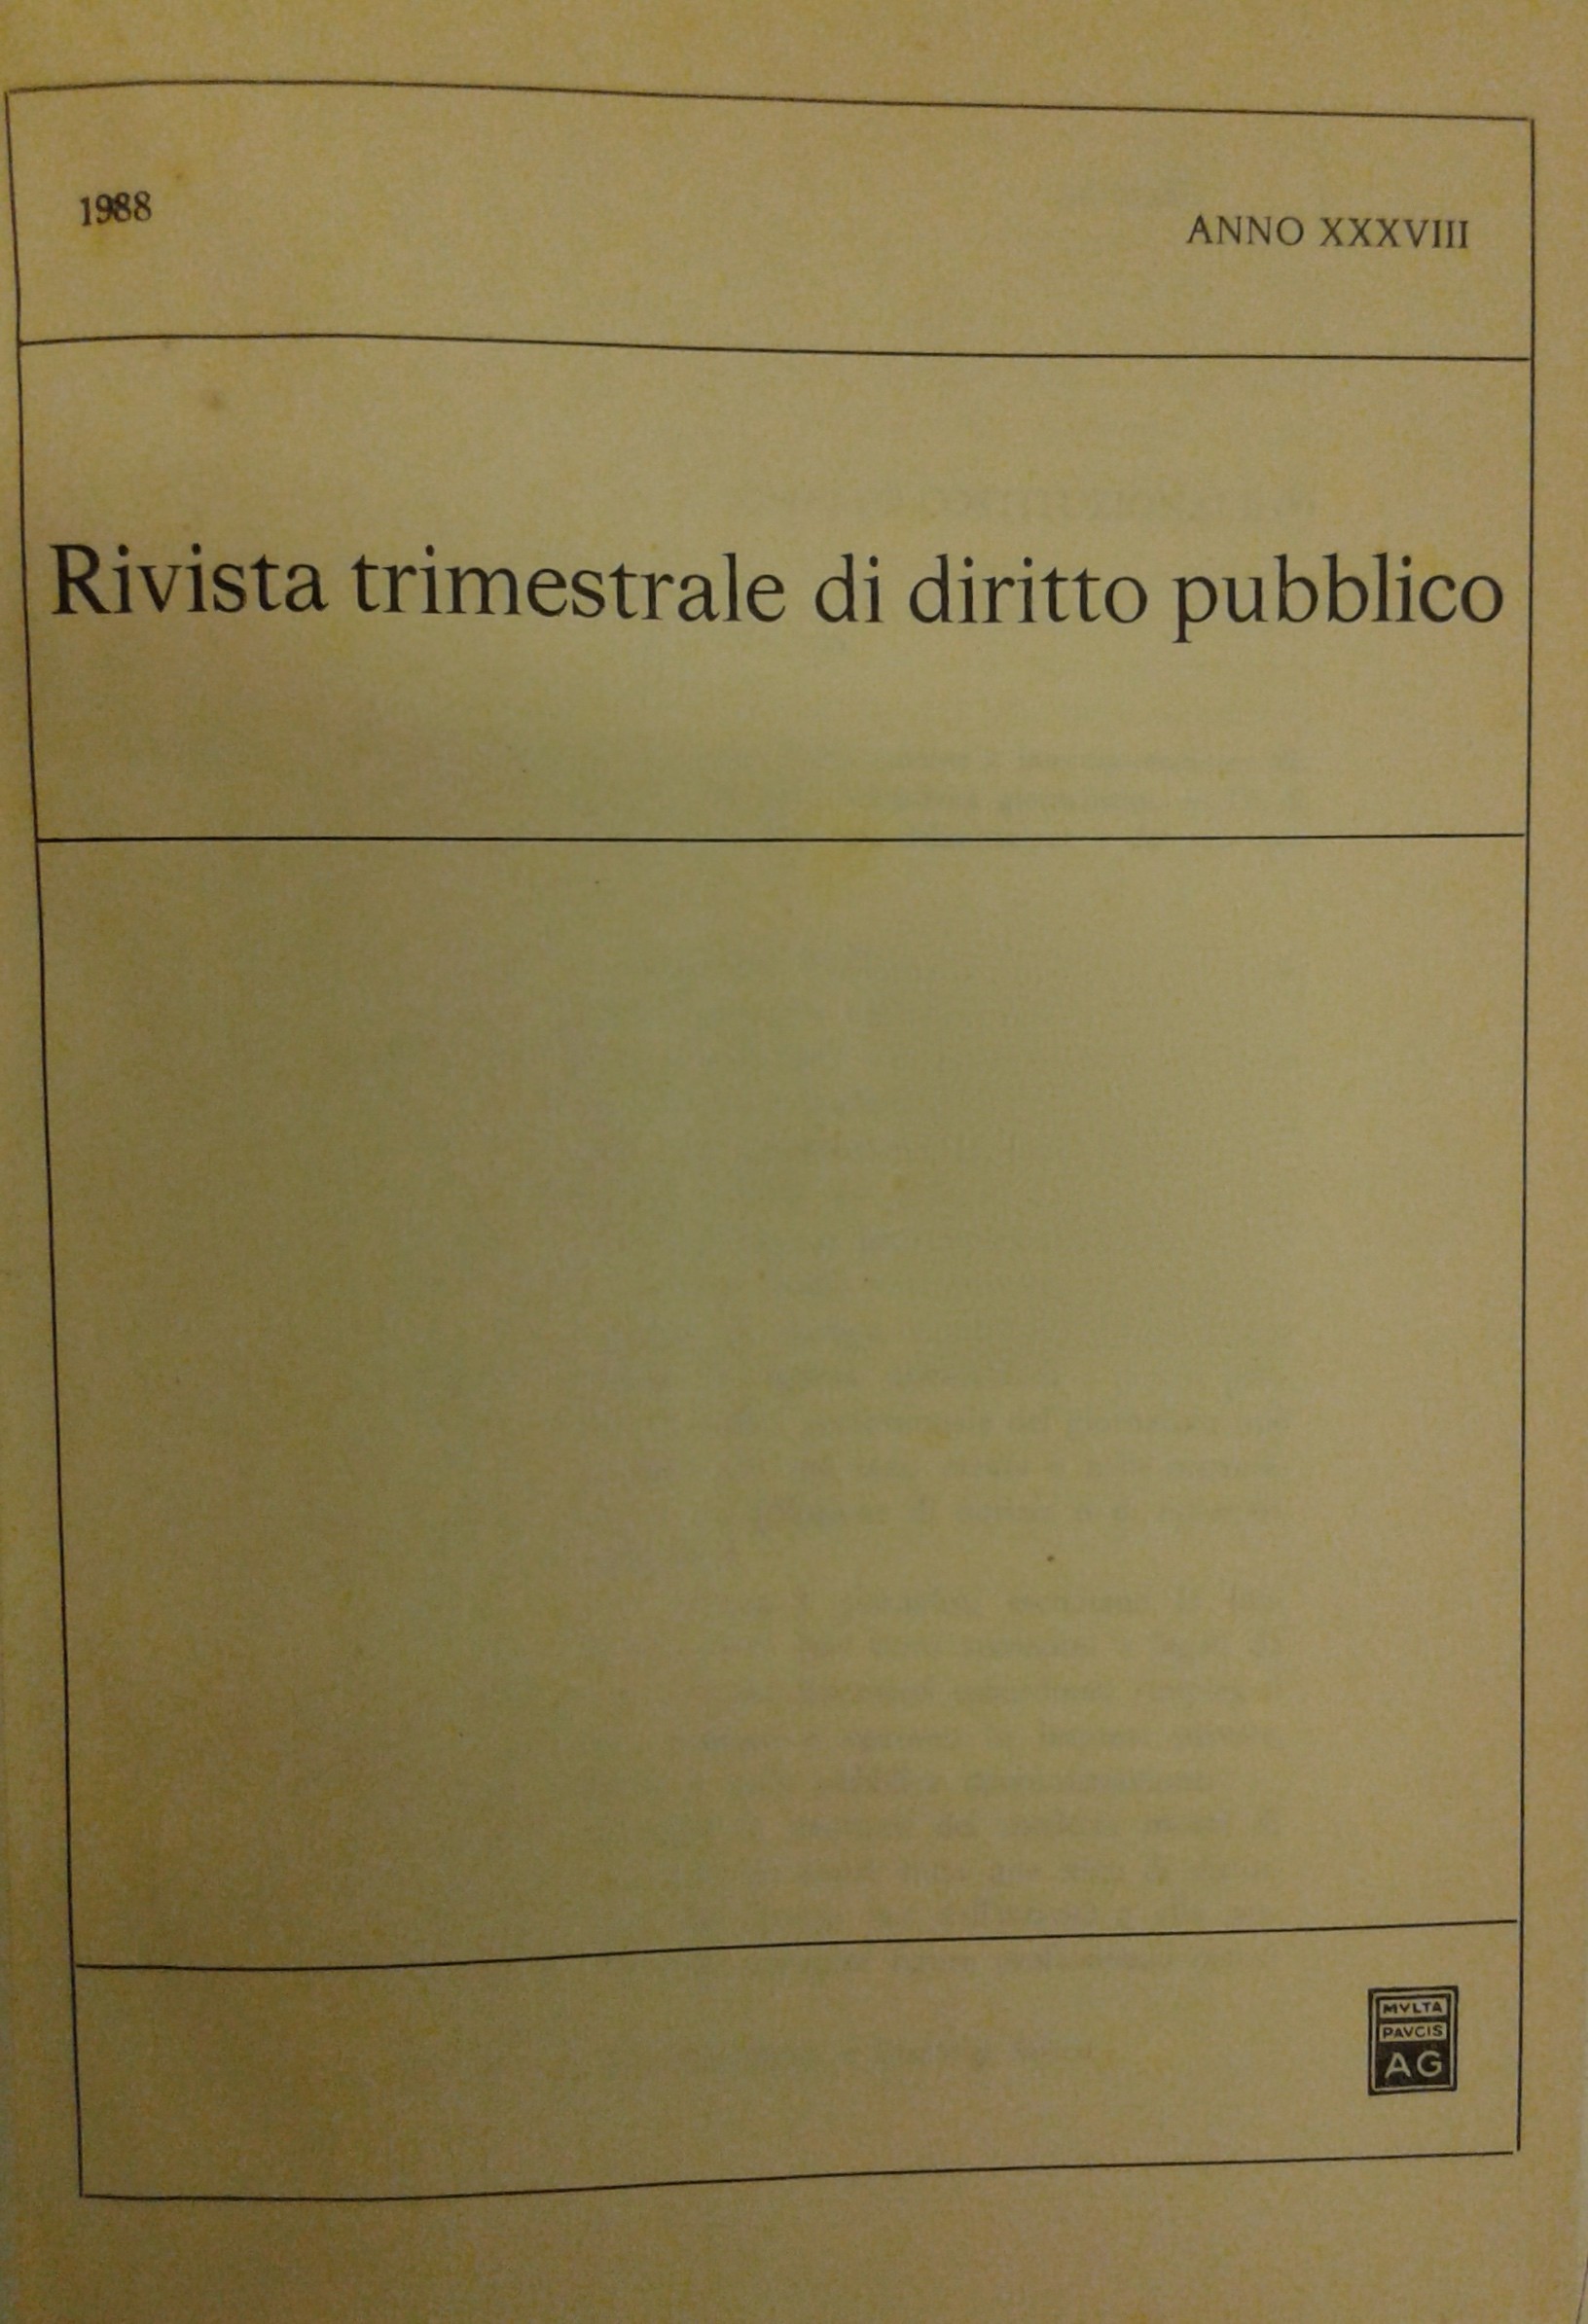 1988
ANNO XXXVIII
Rivista trimestrale di diritto pubblico
MVLTA
PAVCIS
AG